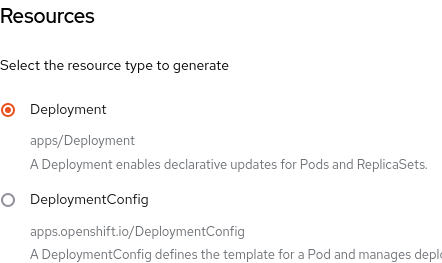 Resources
Select the resource type to generate
Deployment
apps/Deployment
A Deployment enables declarative updates for Pods and ReplicaSets.
DeploymentConfig
apps.openshift.io/DeploymentConfig
A DeploymentConfig defines the template for a Pod and manages